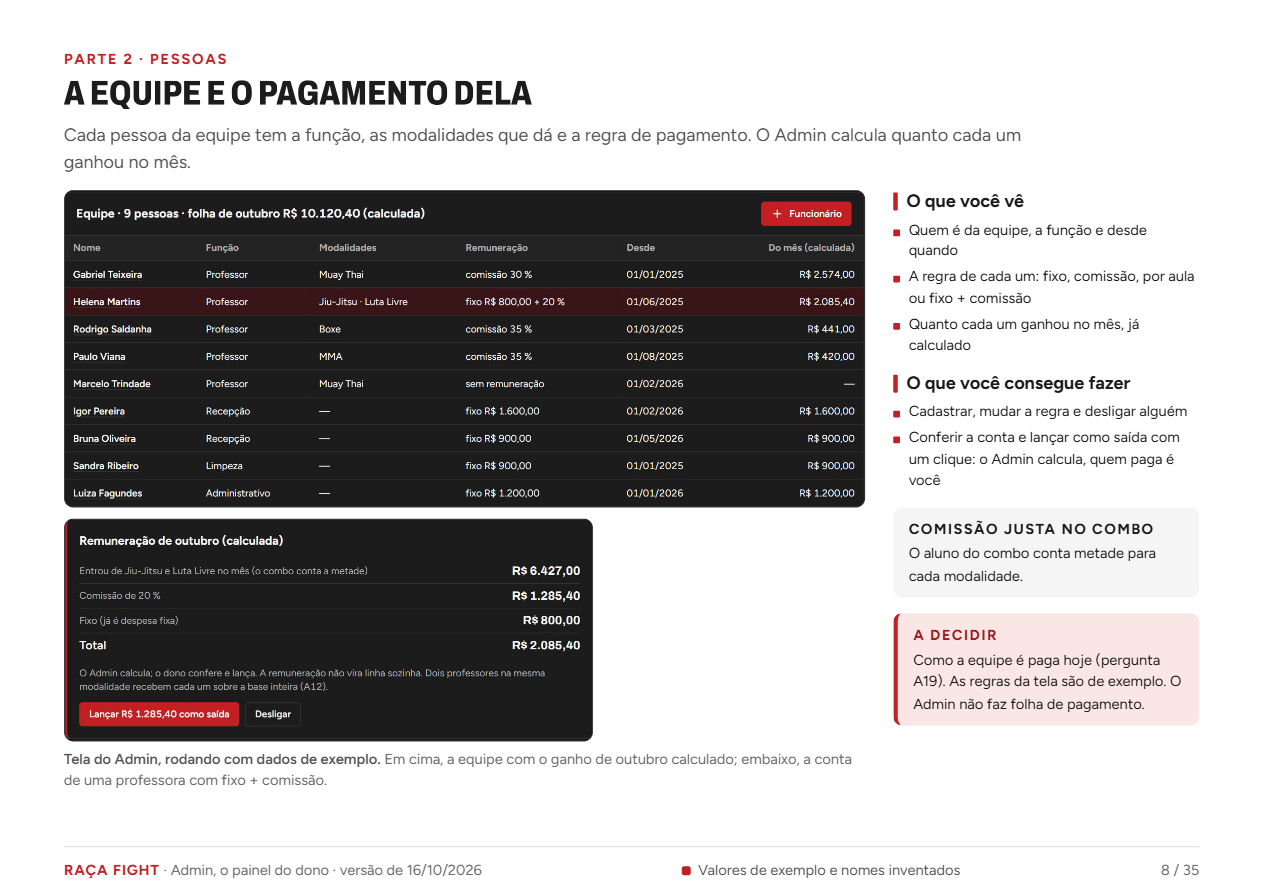 PARTE 2 · PESSOAS
A EQUIPE E O PAGAMENTO DELA
Cada pessoa da equipe tem a função, as modalidades que dá e a regra de pagamento. O Admin calcula quanto cada um
ganhou no mês.
Equipe · 9 pessoas · folha de outubro R$ 10.120,40 (calculada)
+ Funcionário
Nome Função Modalidades Remuneração Desde Do mês (calculada)
Gabriel Teixeira Professor Muay Thai comissão 30 % 01/01/2025 R$ 2.574,00
Helena Martins Professor Jiu-Jitsu · Luta Livre fixo R$ 800,00 + 20 % 01/06/2025 R$ 2.085,40
Rodrigo Saldanha Professor Boxe comissão 35 % 01/03/2025 R$ 441,00
Paulo Viana Professor MMA comissão 35 % 01/08/2025 R$ 420,00
Marcelo Trindade Professor Muay Thai sem remuneração 01/02/2026 —
Igor Pereira Recepção — fixo R$ 1.600,00 01/02/2026 R$ 1.600,00
Bruna Oliveira Recepção — fixo R$ 900,00 01/05/2026 R$ 900,00
Sandra Ribeiro Limpeza — fixo R$ 900,00 01/01/2025 R$ 900,00
Luiza Fagundes Administrativo — fixo R$ 1.200,00 01/01/2026 R$ 1.200,00
Remuneração de outubro (calculada)
Entrou de Jiu-Jitsu e Luta Livre no mês (o combo conta a metade) R$ 6.427,00
Comissão de 20 % R$ 1.285,40
Fixo (já é despesa fixa) R$ 800,00
Total R$ 2.085,40
O Admin calcula; o dono confere e lança. A remuneração não vira linha sozinha. Dois professores na mesma
modalidade recebem cada um sobre a base inteira (A12).
Lançar R$ 1.285,40 como saída Desligar
Tela do Admin, rodando com dados de exemplo. Em cima, a equipe com o ganho de outubro calculado; embaixo, a conta
de uma professora com fixo + comissão.
O que você vê
Quem é da equipe, a função e desde
quando
A regra de cada um: fixo, comissão, por aula
ou fixo + comissão
Quanto cada um ganhou no mês, já
calculado
O que você consegue fazer
Cadastrar, mudar a regra e desligar alguém
Conferir a conta e lançar como saída com
um clique: o Admin calcula, quem paga é
você
COMISSÃO JUSTA NO COMBO
O aluno do combo conta metade para
cada modalidade.
A DECIDIR
Como a equipe é paga hoje (pergunta
A19). As regras da tela são de exemplo. O
Admin não faz folha de pagamento.
RAÇA FIGHT · Admin, o painel do dono · versão de 16/10/2026
Valores de exemplo e nomes inventados
8 / 35